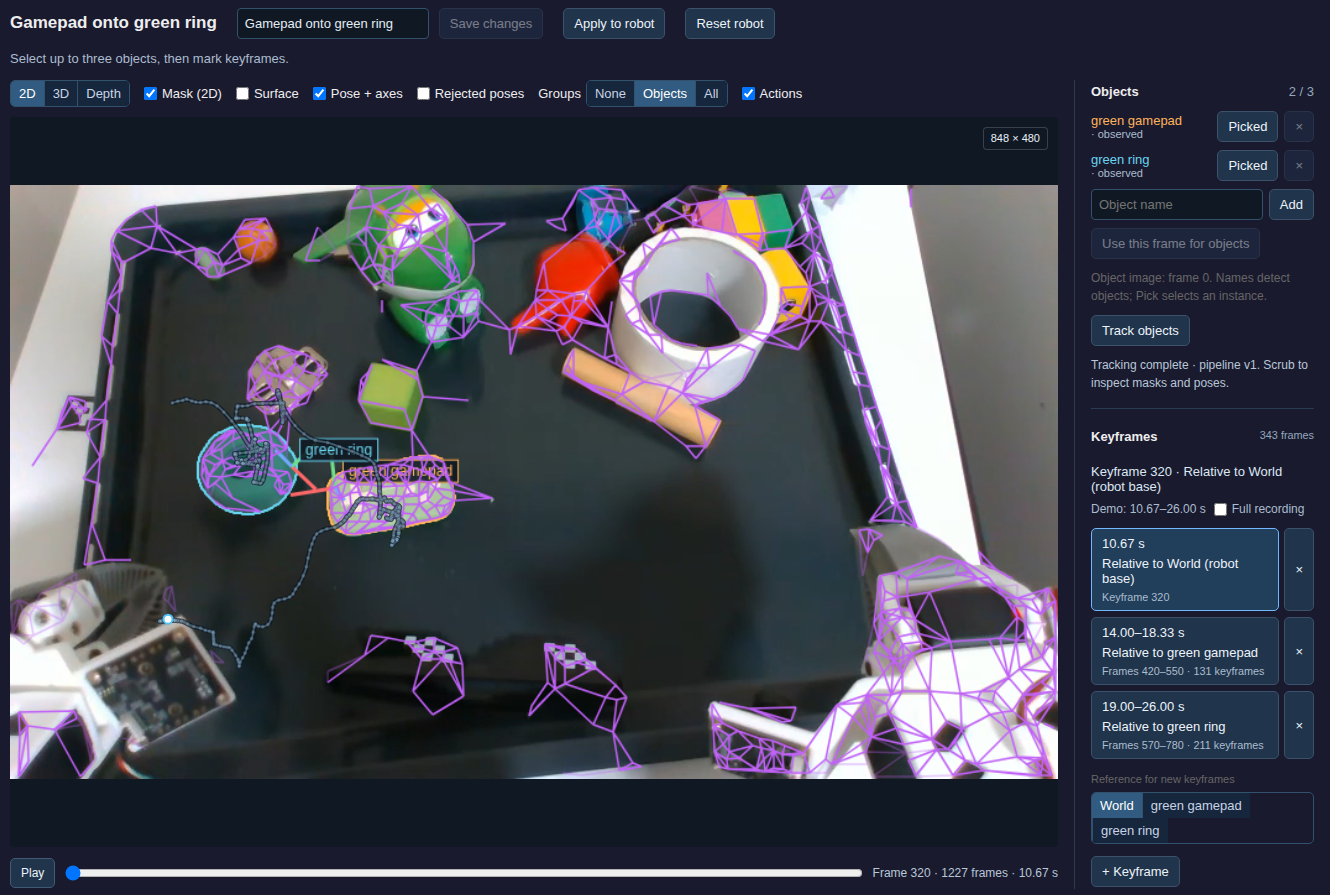 Gamepad onto green ring
Gamepad onto green ring
Save changes
Apply to robot
Reset robot
Select up to three objects, then mark keyframes.
2D
3D
Depth
Mask (2D)
Surface
Pose + axes
Rejected poses
Groups
None
Objects
All
Actions
848 × 480
green ring
green gamepad
Play
Frame 320 · 1227 frames · 10.67 s
Objects
2 / 3
green gamepad
· observed
Picked
×
green ring
· observed
Picked
×
Object name
Add
Use this frame for objects
Object image: frame 0. Names detect
objects; Pick selects an instance.
Track objects
Tracking complete · pipeline v1. Scrub to
inspect masks and poses.
Keyframes
343 frames
Keyframe 320 · Relative to World
(robot base)
Demo: 10.67–26.00 s
Full recording
10.67 s
Relative to World (robot
base)
Keyframe 320
×
14.00–18.33 s
Relative to green gamepad
Frames 420–550 · 131 keyframes
×
19.00–26.00 s
Relative to green ring
Frames 570–780 · 211 keyframes
×
Reference for new keyframes
World
green gamepad
green ring
+ Keyframe